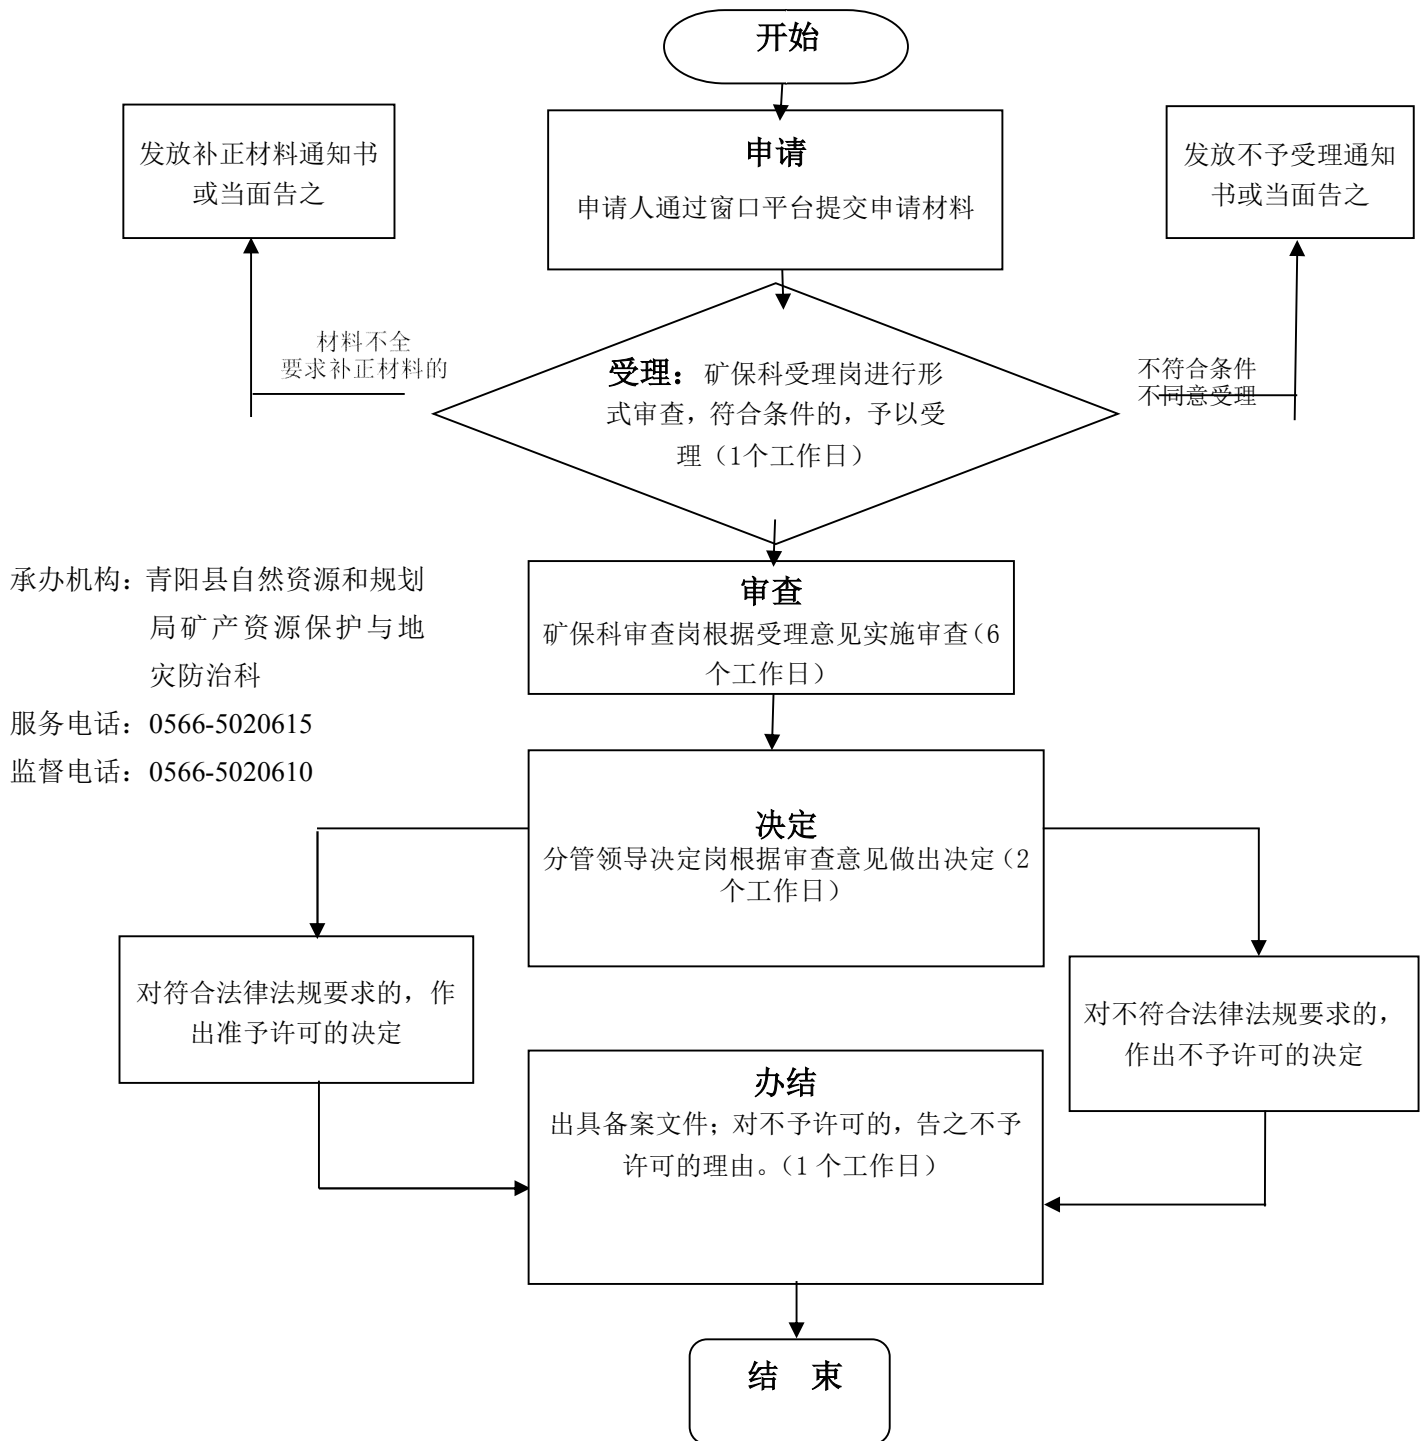 开始
发放补正材料通知书
或当面告之
申请
申请人通过窗口平台提交申请材料
发放不予受理通知
书或当面告之
材料不全
要求补正材料的
受理：矿保科受理岗进行形
式审查，符合条件的，予以受
理（1个工作日）
不符合条件
不同意受理
承办机构：青阳县自然资源和规划
局矿产资源保护与地
灾防治科
服务电话：0566-5020615
监督电话：0566-5020610
审查
矿保科审查岗根据受理意见实施审查（6
个工作日）
决定
分管领导决定岗根据审查意见做出决定（2
个工作日）
对符合法律法规要求的，作
出准予许可的决定
对不符合法律法规要求的，
作出不予许可的决定
办结
出具备案文件；对不予许可的，告之不予
许可的理由。（1 个工作日）
结 束